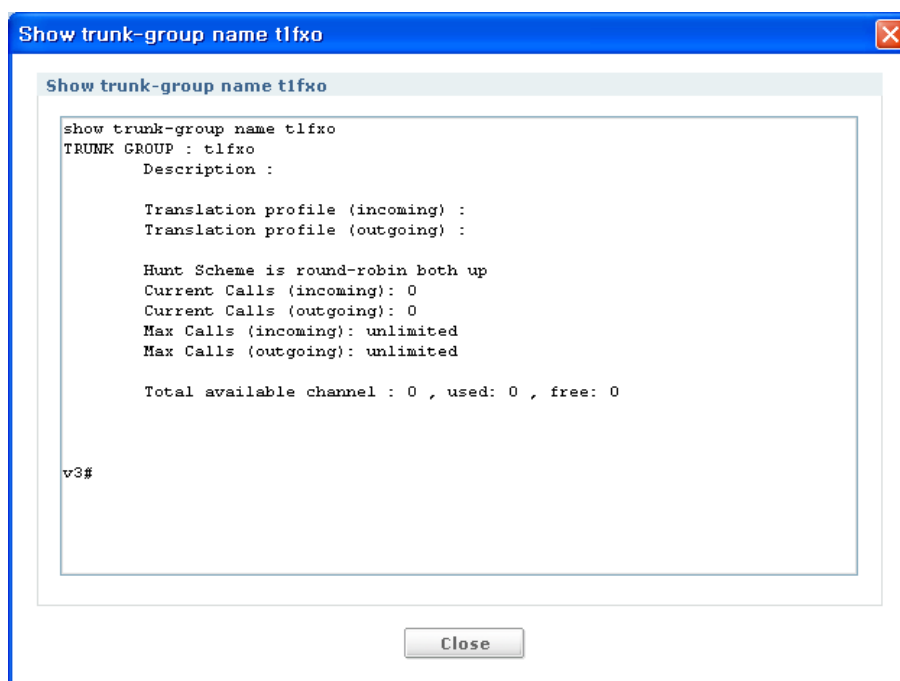 Show trunk-group name t1fxo
Show trunk-group name t1fxo
show trunk-group name t1fxo
TRUNK GROUP : t1fxo
Description :
Translation profile (incoming) :
Translation profile (outgoing) :
Hunt Scheme is round-robin both up
Current Calls (incoming): 0
Current Calls (outgoing): 0
Max Calls (incoming): unlimited
Max Calls (outgoing): unlimited
Total available channel : 0 , used: 0 , free: 0
v3#
Close